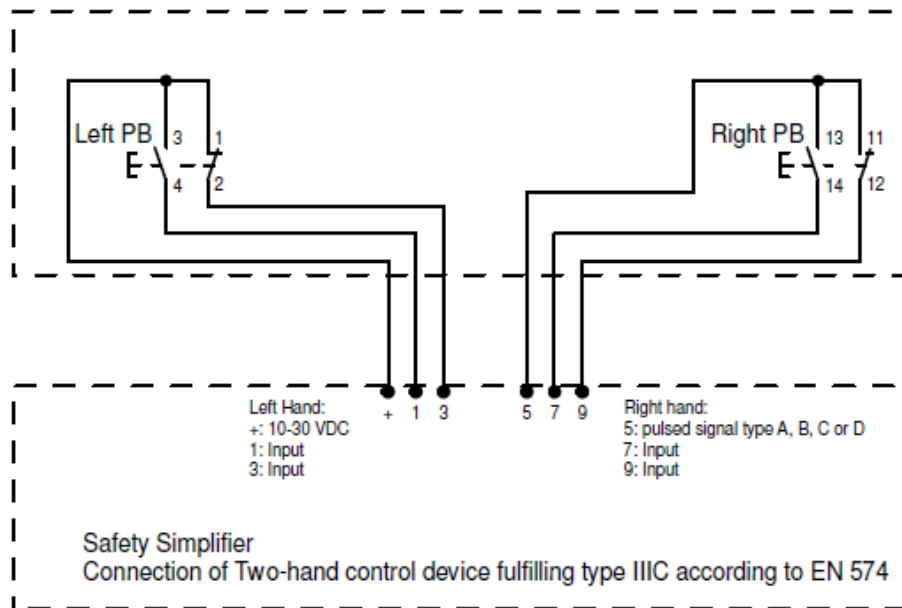 Left PB 3 1
4 2
Right PB 13 11
14 12
+ 1 3 5 7 9
Left Hand:
+: 10-30 VDC
1: Input
3: Input
Right hand:
5: pulsed signal type A, B, C or D
7: Input
9: Input
Safety Simplifier
Connection of Two-hand control device fulfilling type IIIC according to EN 574